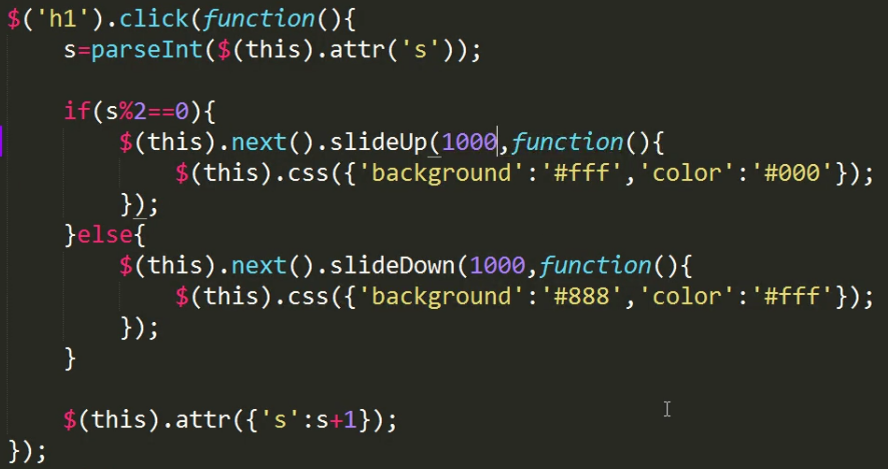 $('h1').click(function(){
    s=parseInt($(this).attr('s'));

    if(s%2==0){
        $(this).next().slideUp(1000,function(){
            $(this).css({'background':'#fff','color':'#000'});
        });
    }else{
        $(this).next().slideDown(1000,function(){
            $(this).css({'background':'#888','color':'#fff'});
        });
    }

    $(this).attr({'s':s+1});
});